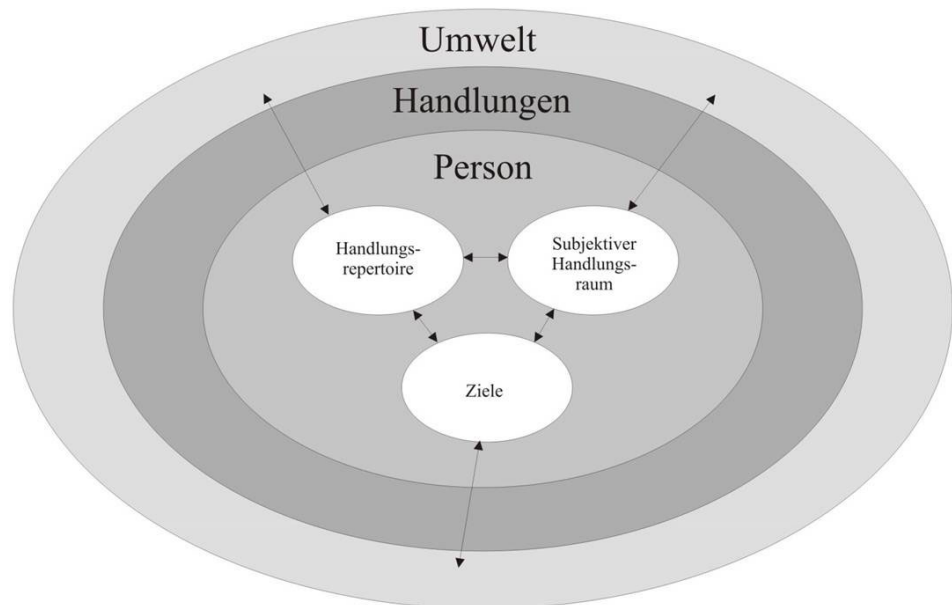 Umwelt
Handlungen
Person
Handlungs-
repertoire
Subjektiver
Handlungs-
raum
Ziele